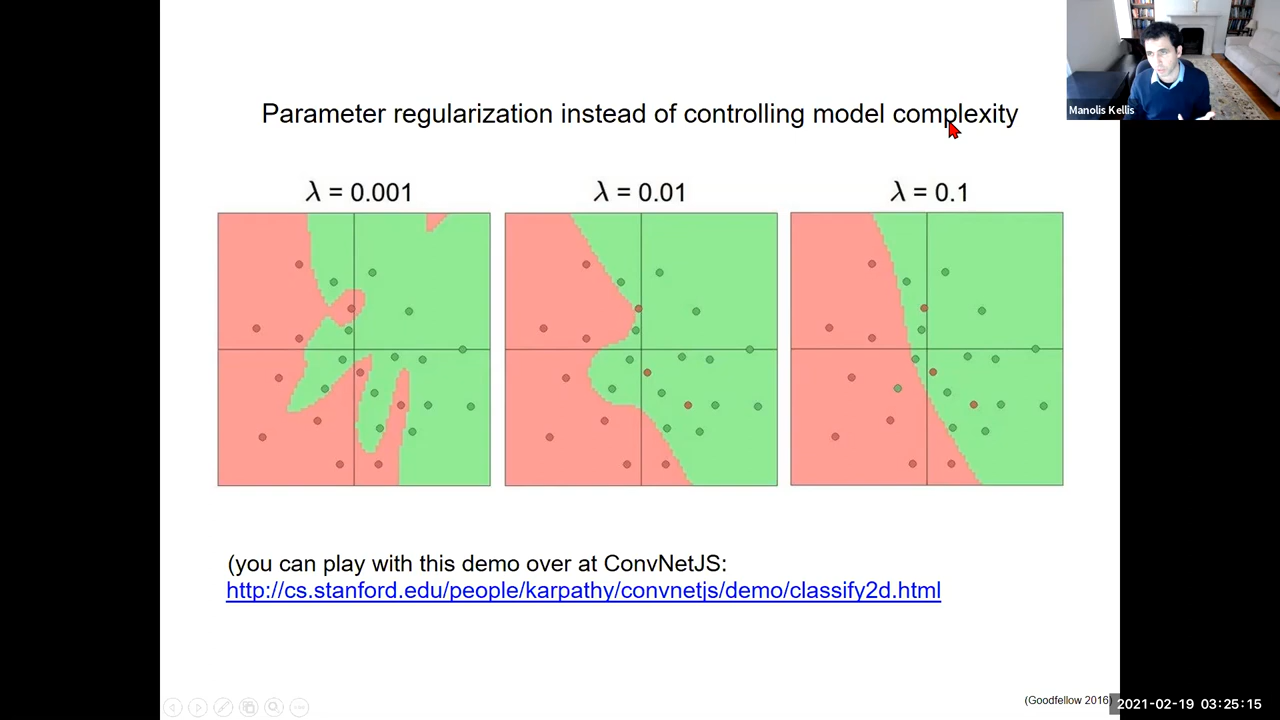 Parameter regularization instead of controlling model complexity
Manolis Kellis
λ = 0.001
λ = 0.01
λ = 0.1
(you can play with this demo over at ConvNetJS:
http://cs.stanford.edu/people/karpathy/convnetjs/demo/classify2d.html
(Goodfellow 2016)
2021-02-19 03:25:15